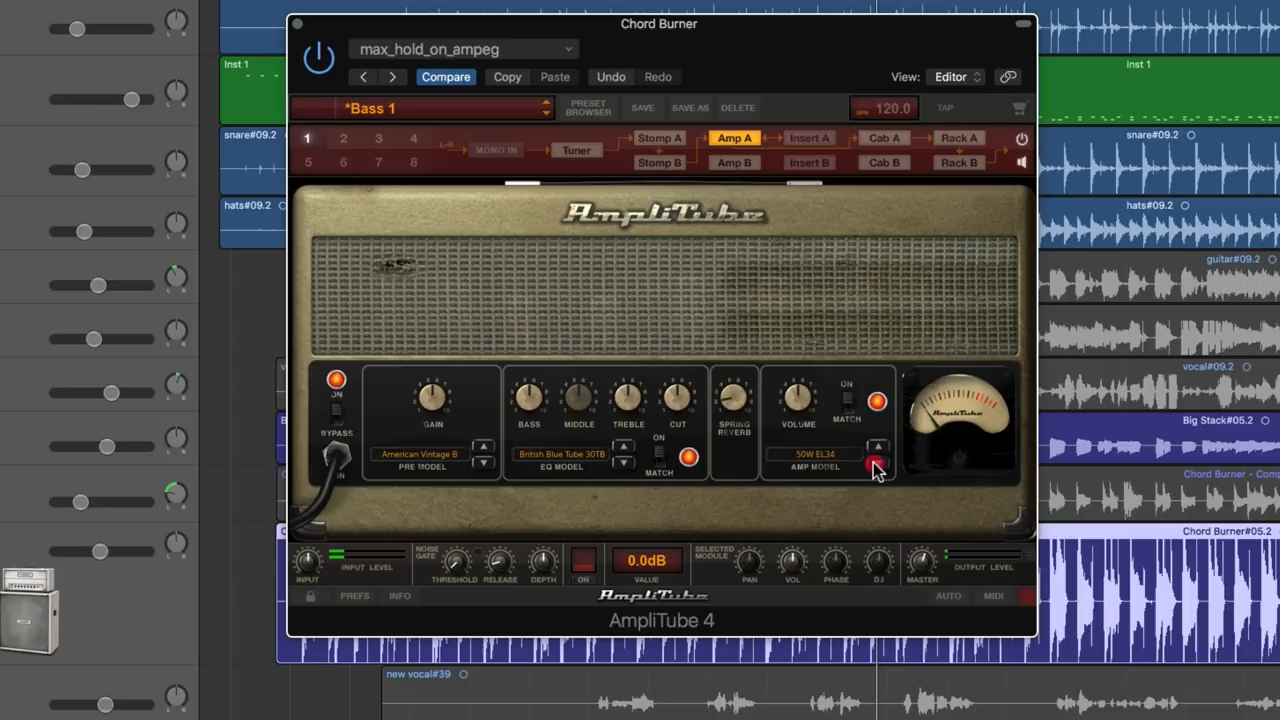 Chord Burner
max_hold_on_ampeg
Compare Copy Paste Undo Redo View: Editor
*Bass 1 PRESET BROWSER SAVE SAVE AS DELETE BPM 120.0 TAP
1 2 3 4 L+R MONO IN Tuner Stomp A Amp A Insert A Cab A Rack A
5 6 7 8 Stomp B Amp B Insert B Cab B Rack B
AmpliTube
ON
BYPASS
IN
GAIN
American Vintage B
PRE MODEL
BASS MIDDLE TREBLE CUT
British Blue Tube 30TB
EQ MODEL
ON
MATCH
SPRING
REVERB
VOLUME
ON
MATCH
50W EL34
AMP MODEL
AmpliTube
INPUT INPUT LEVEL
NOISE GATE THRESHOLD RELEASE DEPTH ON
0.0dB
VALUE
SELECTED MODULE PAN VOL PHASE D.I
MASTER OUTPUT LEVEL
PREFS INFO AmpliTube AUTO MIDI
AmpliTube 4
Inst 1
Inst 1
snare#09.2
snare#09.2
hats#09.2
hats#09.2
guitar#09.2
vocal#09.2
Big Stack#05.2
Chord Burner - Comp
Chord Burner#05.2
new vocal#39